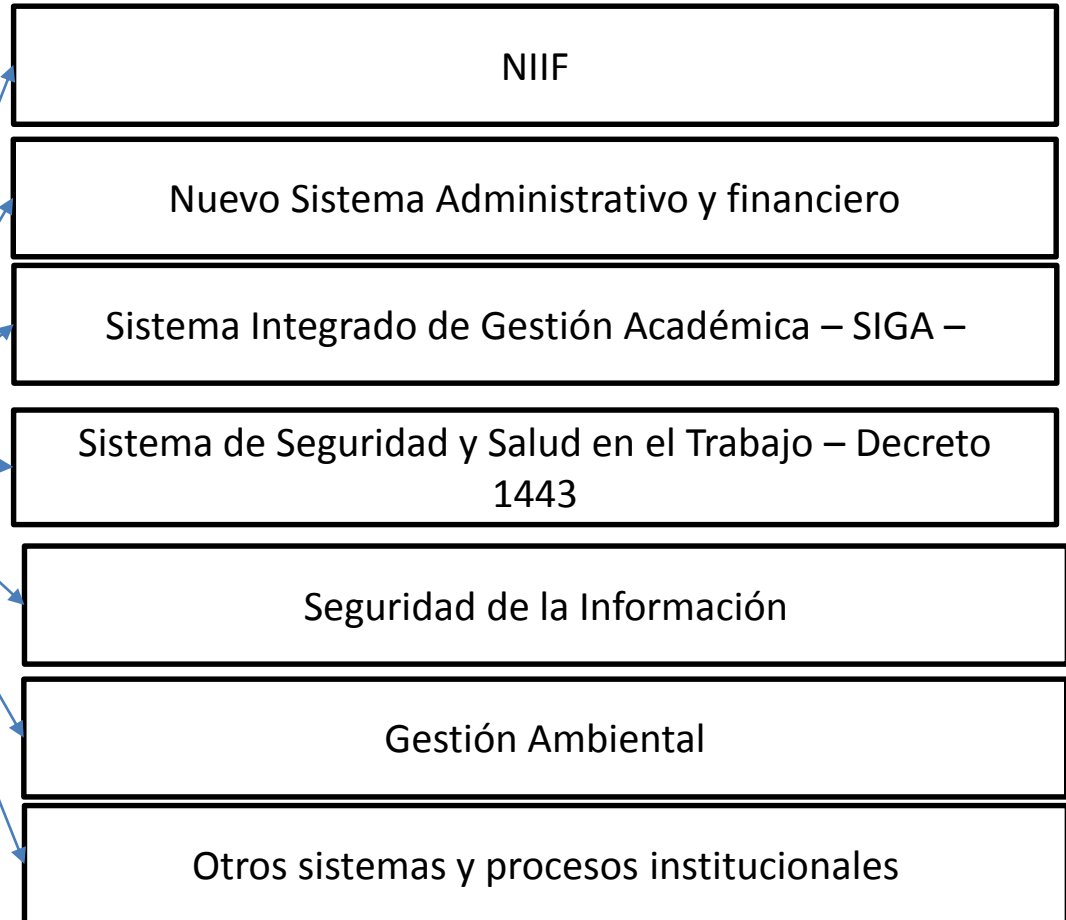 NIIF
Nuevo Sistema Administrativo y financiero
Sistema Integrado de Gestión Académica – SIGA –
Sistema de Seguridad y Salud en el Trabajo – Decreto
1443
Seguridad de la Información
Gestión Ambiental
Otros sistemas y procesos institucionales